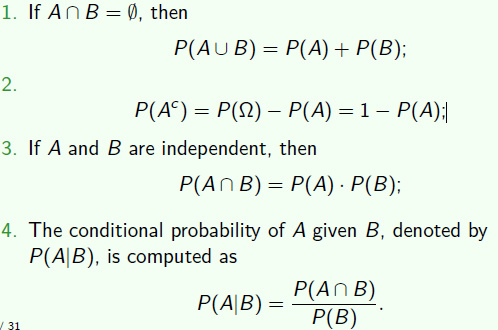 1. If A ∩ B = ∅, then
P(A ∪ B) = P(A) + P(B);
2.
P(Aᶜ) = P(Ω) − P(A) = 1 − P(A);
3. If A and B are independent, then
P(A ∩ B) = P(A) · P(B);
4. The conditional probability of A given B, denoted by
P(A|B), is computed as
P(A|B) = P(A ∩ B) / P(B).
/ 31